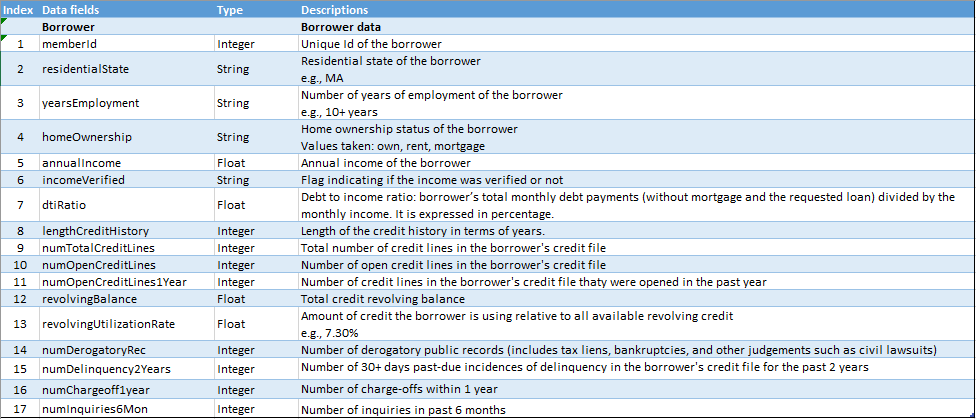 Index Data fields Type Descriptions
Borrower Borrower data
1 memberId Integer Unique Id of the borrower
2 residentialState String Residential state of the borrower
e.g., MA
3 yearsEmployment String Number of years of employment of the borrower
e.g., 10+ years
4 homeOwnership String Home ownership status of the borrower
Values taken: own, rent, mortgage
5 annualIncome Float Annual income of the borrower
6 incomeVerified String Flag indicating if the income was verified or not
7 dtiRatio Float Debt to income ratio: borrower's total monthly debt payments (without mortgage and the requested loan) divided by the
monthly income. It is expressed in percentage.
8 lengthCreditHistory Integer Length of the credit history in terms of years.
9 numTotalCreditLines Integer Total number of credit lines in the borrower's credit file
10 numOpenCreditLines Integer Number of open credit lines in the borrower's credit file
11 numOpenCreditLines1Year Integer Number of credit lines in the borrower's credit file thaty were opened in the past year
12 revolvingBalance Float Total credit revolving balance
13 revolvingUtilizationRate Float Amount of credit the borrower is using relative to all available revolving credit
e.g., 7.30%
14 numDerogatoryRec Integer Number of derogatory public records (includes tax liens, bankruptcies, and other judgements such as civil lawsuits)
15 numDelinquency2Years Integer Number of 30+ days past-due incidences of delinquency in the borrower's credit file for the past 2 years
16 numChargeoff1year Integer Number of charge-offs within 1 year
17 numInquiries6Mon Integer Number of inquiries in past 6 months